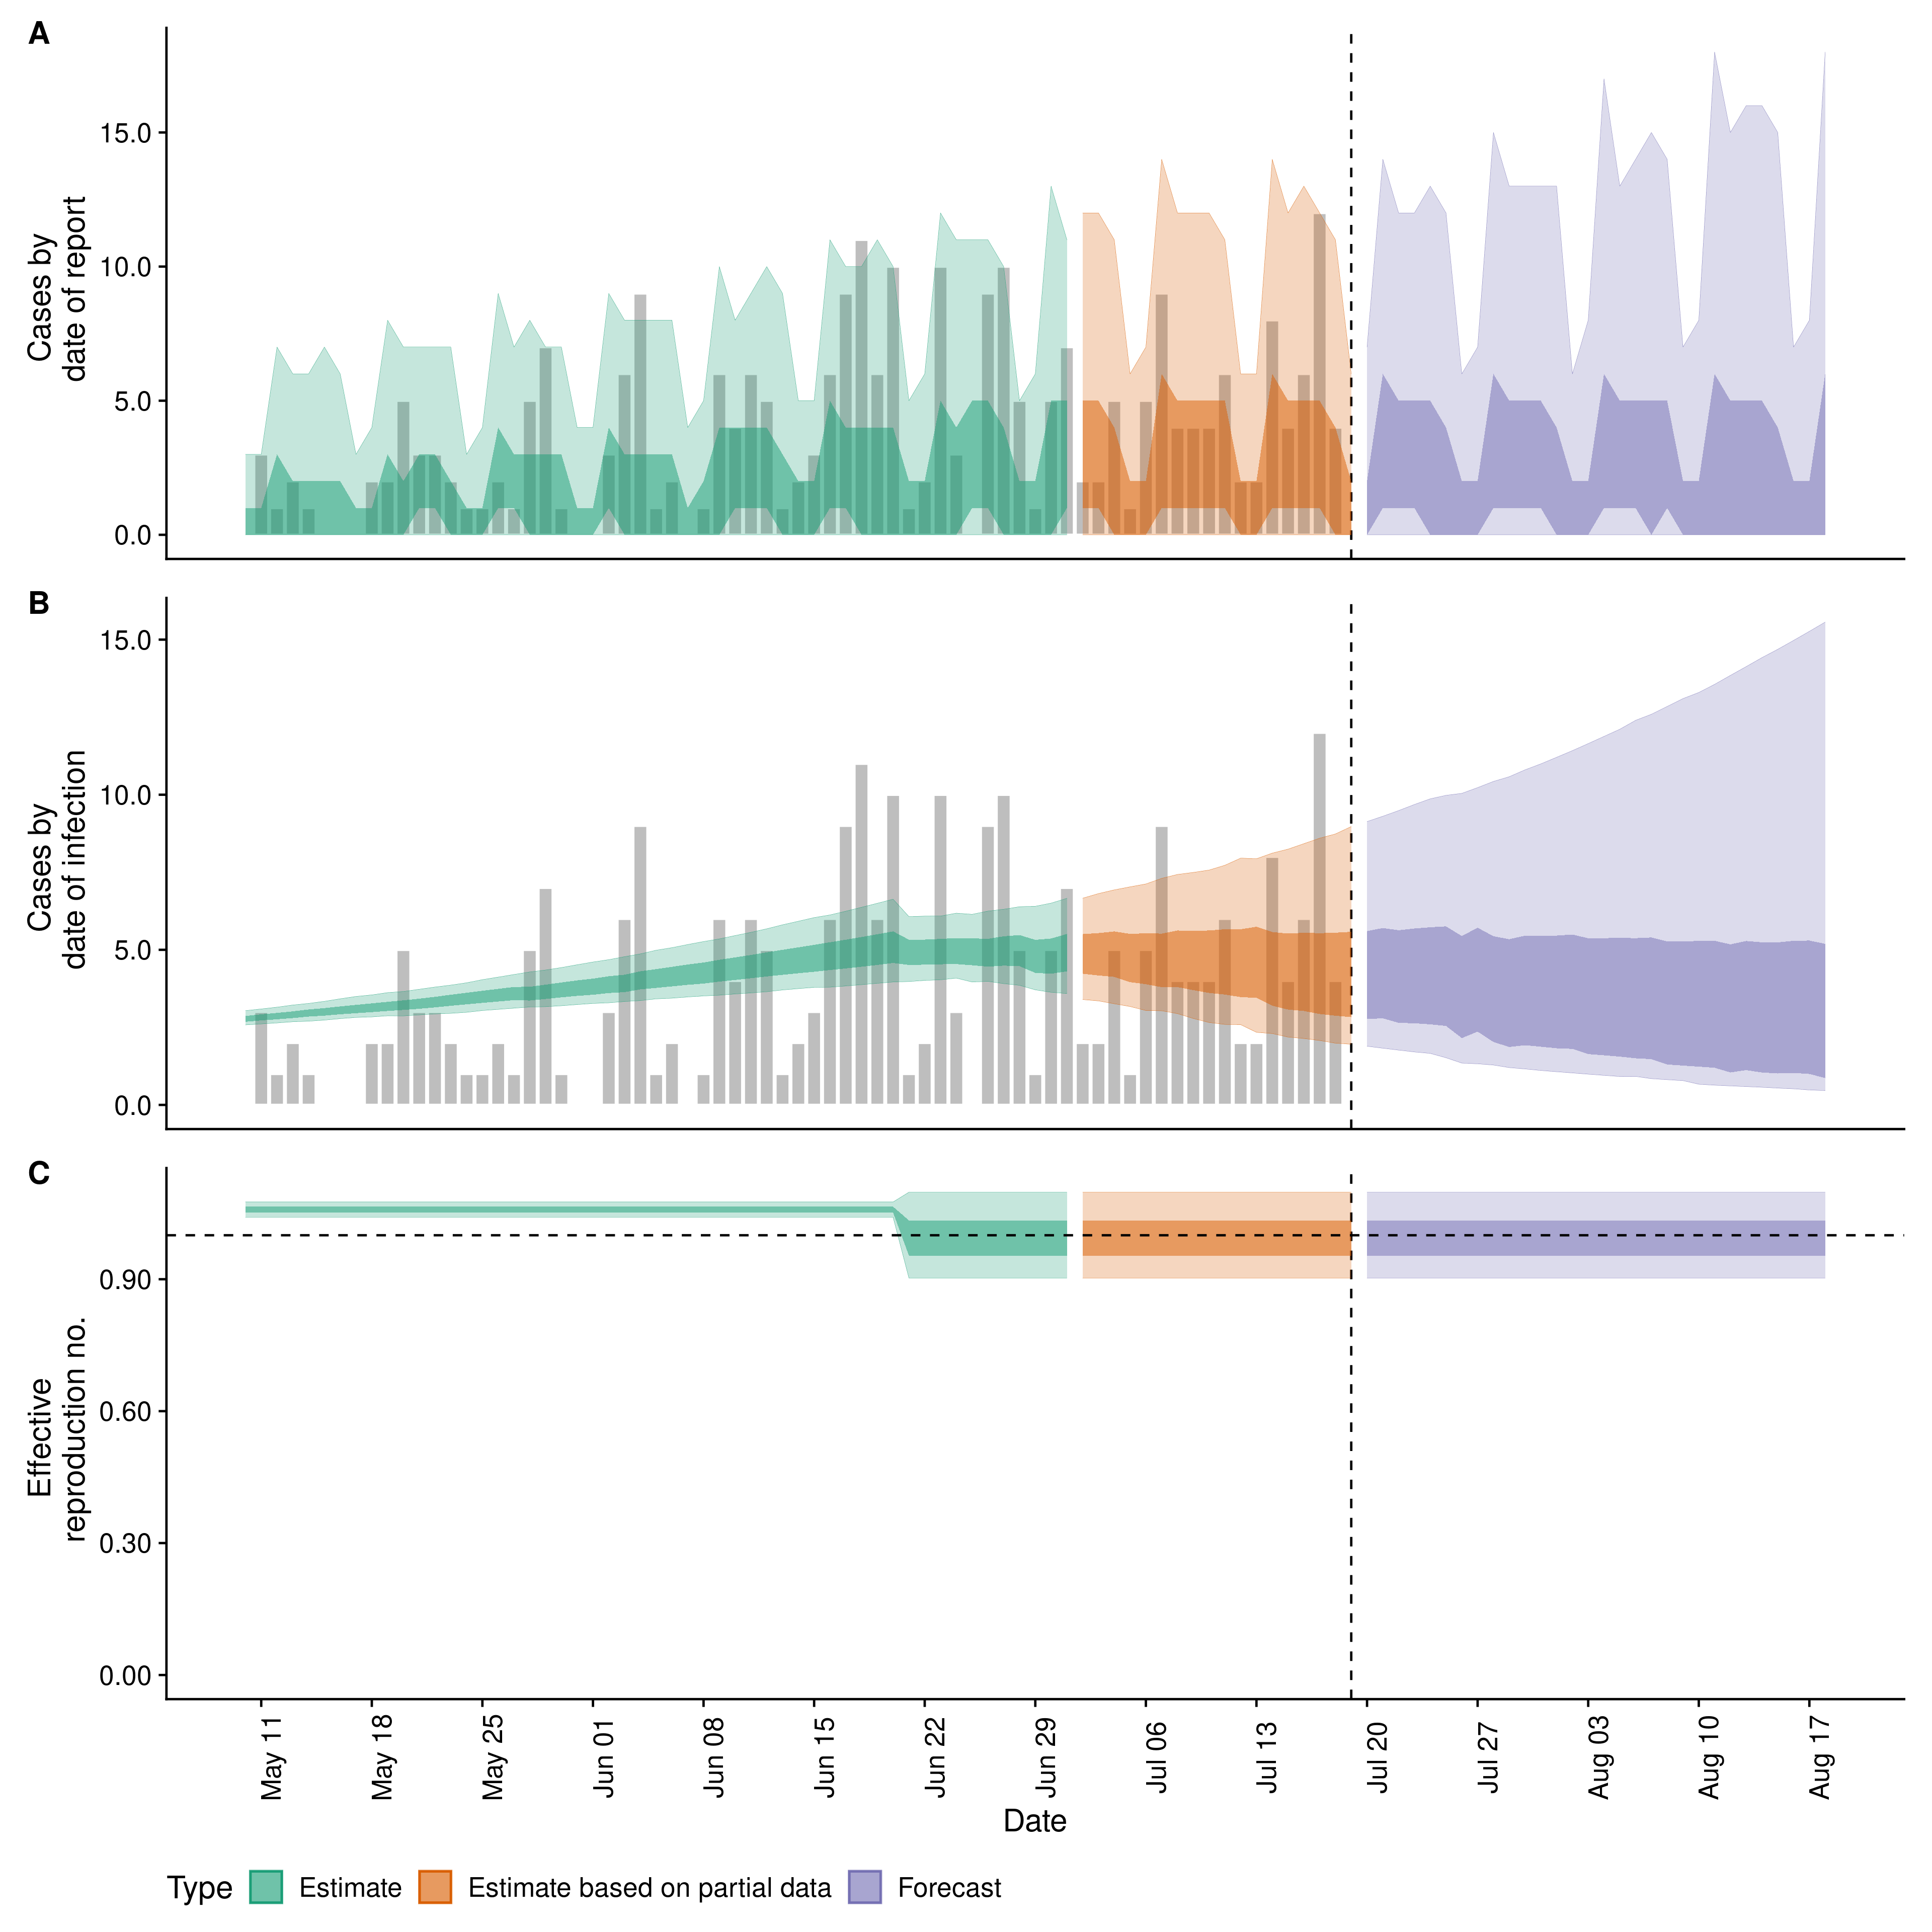 A
Cases by
date of report
15.0
10.0
5.0
0.0
B
Cases by
date of infection
15.0
10.0
5.0
0.0
C
Effective
reproduction no.
0.90
0.60
0.30
0.00
May 11
May 18
May 25
Jun 01
Jun 08
Jun 15
Jun 22
Jun 29
Jul 06
Jul 13
Jul 20
Jul 27
Aug 03
Aug 10
Aug 17
Date
Type Estimate Estimate based on partial data Forecast